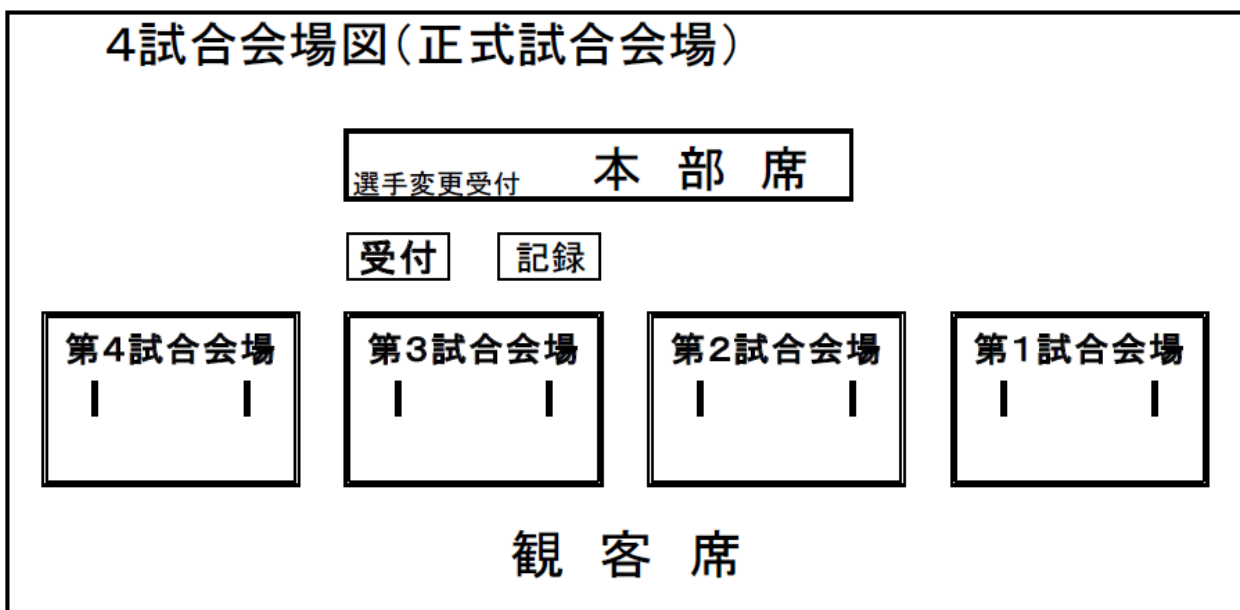 4試合会場図(正式試合会場)
選手変更受付 本 部 席
受付 記録
第4試合会場 第3試合会場 第2試合会場 第1試合会場
観 客 席